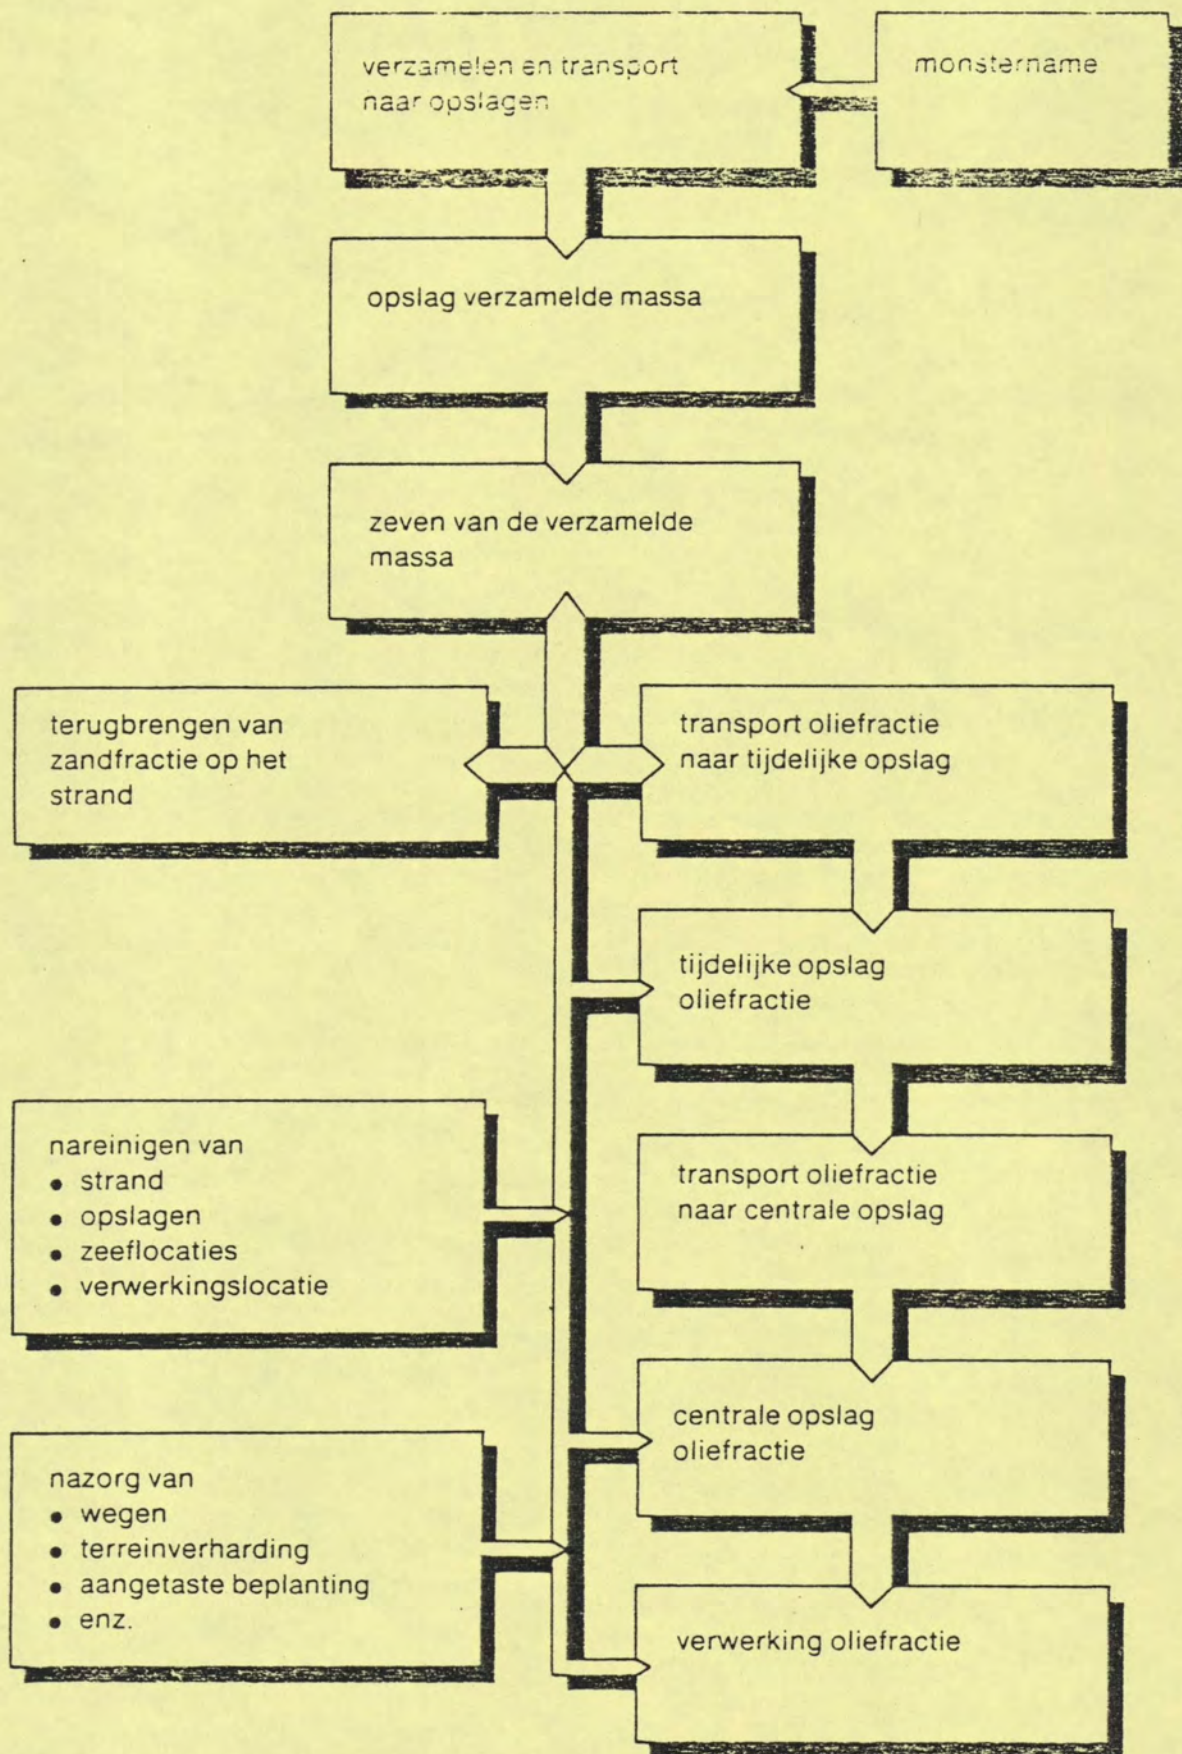 verzamelen en transport
naar opslagen
monstername
opslag verzamelde massa
zeven van de verzamelde
massa
terugbrengen van
zandfractie op het
strand
transport oliefractie
naar tijdelijke opslag
tijdelijke opslag
oliefractie
nareinigen van
• strand
• opslagen
• zeeflocaties
• verwerkingslocatie
transport oliefractie
naar centrale opslag
centrale opslag
oliefractie
nazorg van
• wegen
• terreinverharding
• aangetaste beplanting
• enz.
verwerking oliefractie